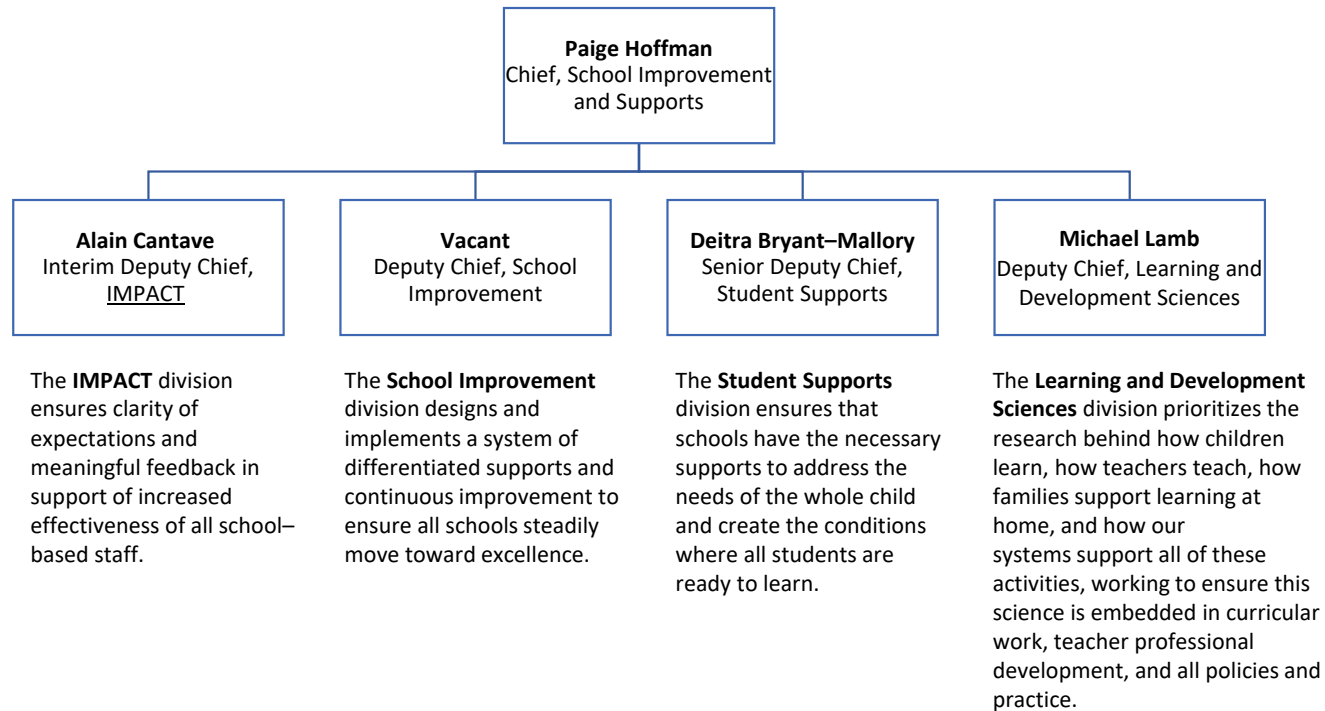 Paige Hoffman
Chief, School Improvement
and Supports
Alain Cantave
Interim Deputy Chief,
IMPACT
Vacant
Deputy Chief, School
Improvement
Deitra Bryant–Mallory
Senior Deputy Chief,
Student Supports
Michael Lamb
Deputy Chief, Learning and
Development Sciences
The IMPACT division
ensures clarity of
expectations and
meaningful feedback in
support of increased
effectiveness of all school–
based staff.
The School Improvement
division designs and
implements a system of
differentiated supports and
continuous improvement to
ensure all schools steadily
move toward excellence.
The Student Supports
division ensures that
schools have the necessary
supports to address the
needs of the whole child
and create the conditions
where all students are
ready to learn.
The Learning and Development
Sciences division prioritizes the
research behind how children
learn, how teachers teach, how
families support learning at
home, and how our
systems support all of these
activities, working to ensure this
science is embedded in curricular
work, teacher professional
development, and all policies and
practice.